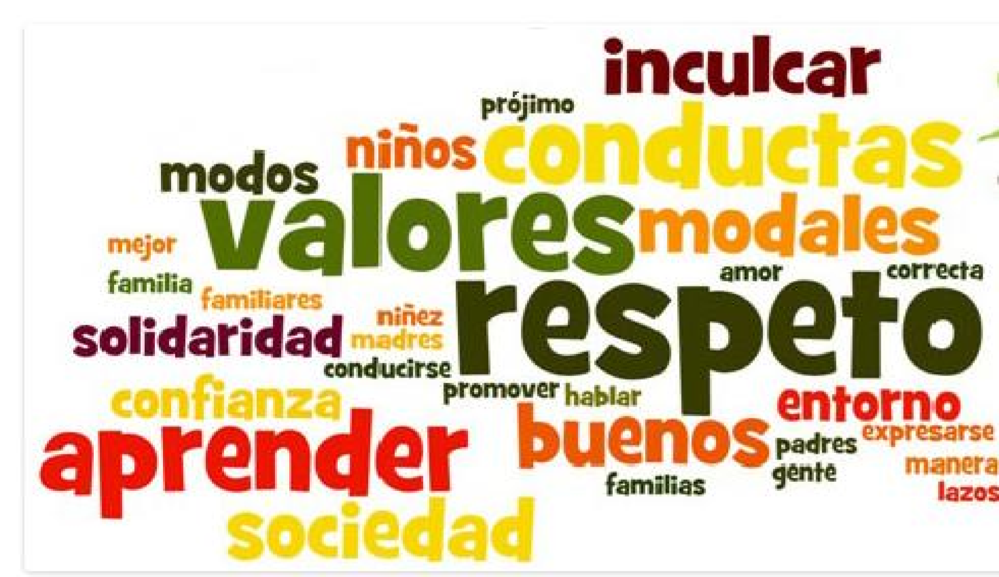 inculcar
prójimo
niños conductas
modos
valores modales
mejor
amor correcta
familia
familiares
respeto
niñez
solidaridad madres
conducirse
promover hablar
confianza entorno
aprender buenos expresarse
padres
manera
gente
familias
lazos
sociedad